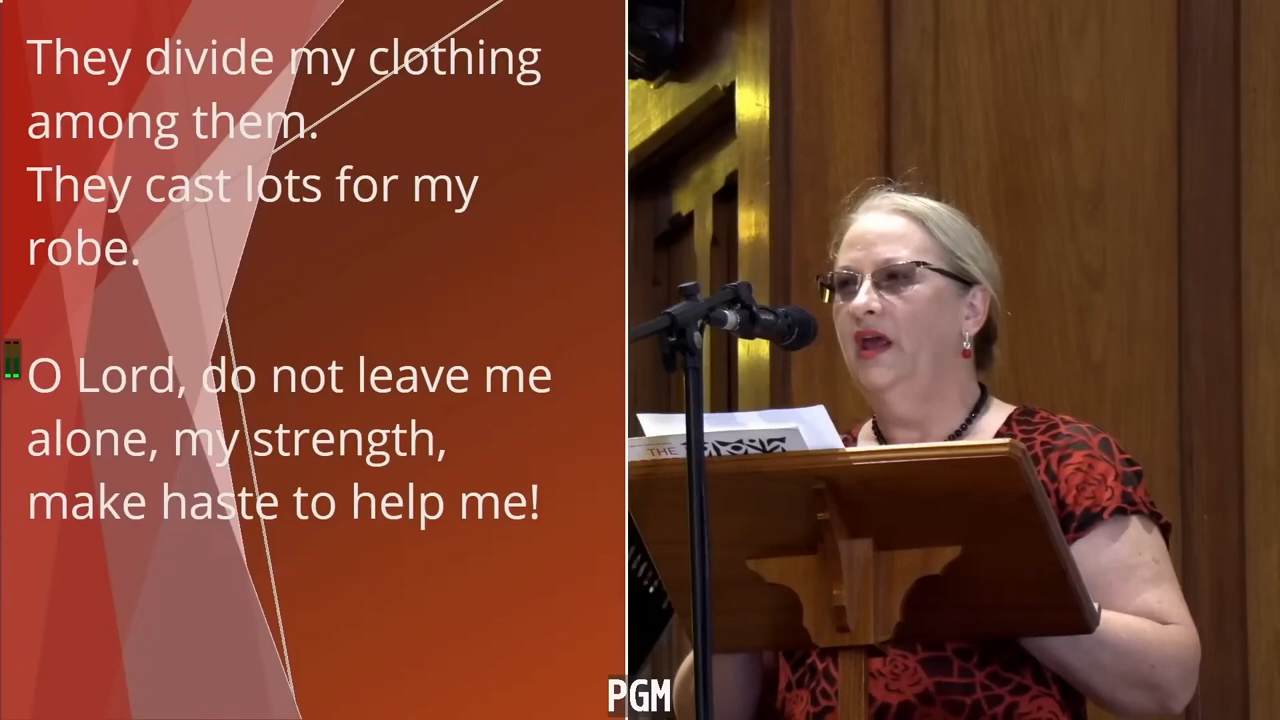 They divide my clothing
among them.
They cast lots for my
robe.
O Lord, do not leave me
alone, my strength,
make haste to help me!
THE
PGM